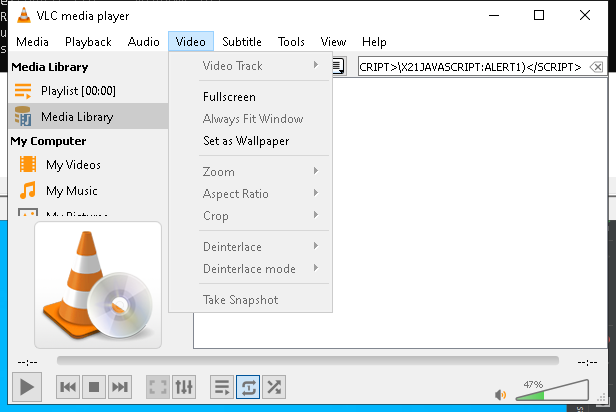 VLC media player
Media Playback Audio Video Subtitle Tools View Help
Media Library
Playlist [00:00]
Media Library
My Computer
My Videos
My Music
My Pictures
Video Track
Fullscreen
Always Fit Window
Set as Wallpaper
Zoom
Aspect Ratio
Crop
Deinterlace
Deinterlace mode
Take Snapshot
CRIPT>\X21JAVASCRIPT:ALERT1)</SCRIPT>
--:-- --:--
47%